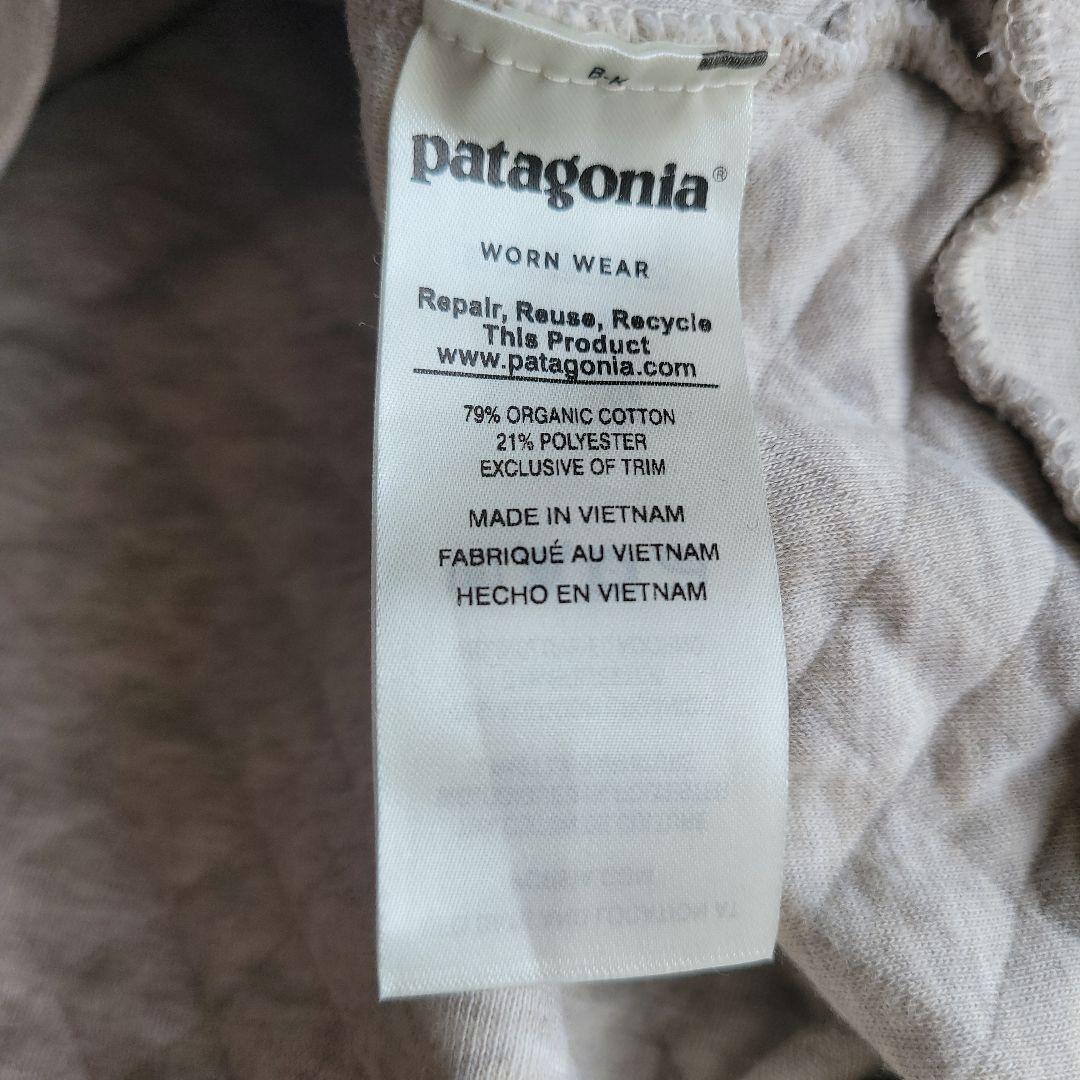 B-K
patagonia®
WORN WEAR
Repair, Reuse, Recycle
This Product
www.patagonia.com
79% ORGANIC COTTON
21% POLYESTER
EXCLUSIVE OF TRIM
MADE IN VIETNAM
FABRIQUÉ AU VIETNAM
HECHO EN VIETNAM